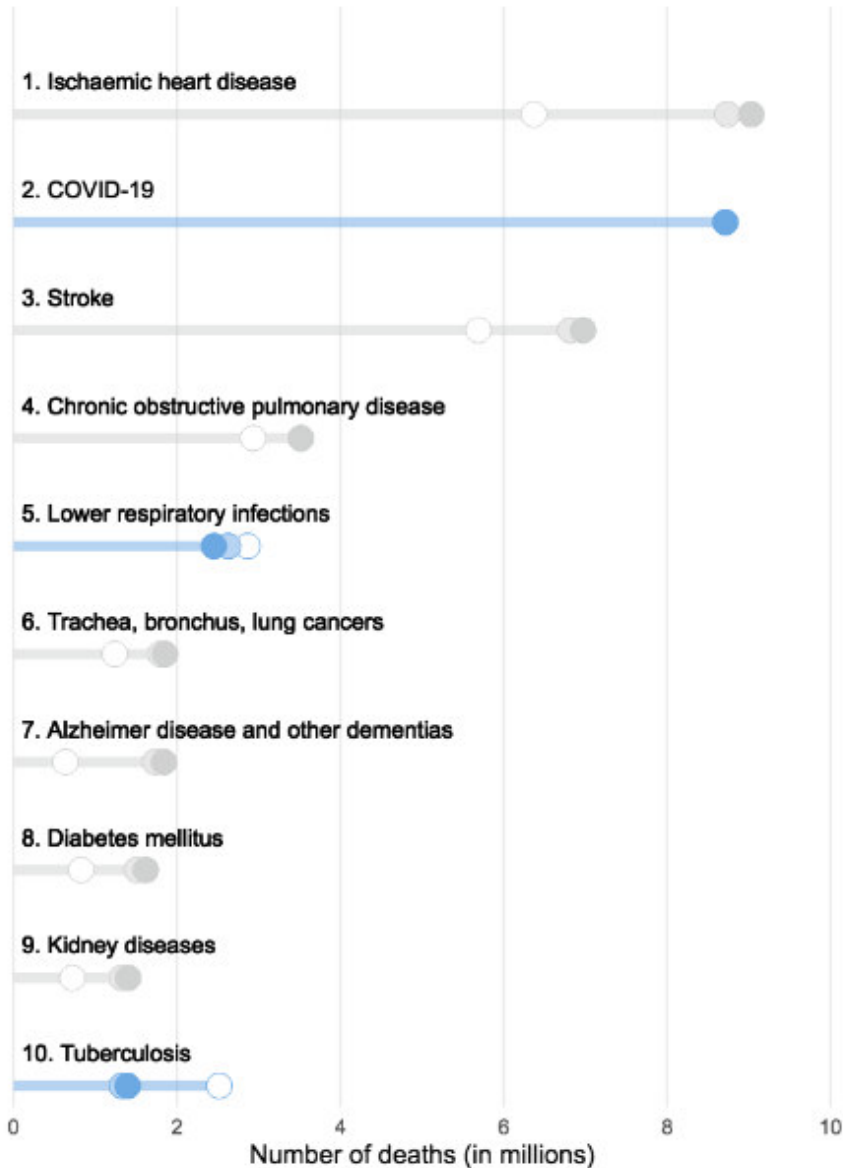 1. Ischaemic heart disease
2. COVID-19
3. Stroke
4. Chronic obstructive pulmonary disease
5. Lower respiratory infections
6. Trachea, bronchus, lung cancers
7. Alzheimer disease and other dementias
8. Diabetes mellitus
9. Kidney diseases
10. Tuberculosis
0 2 4 6 8 10
Number of deaths (in millions)